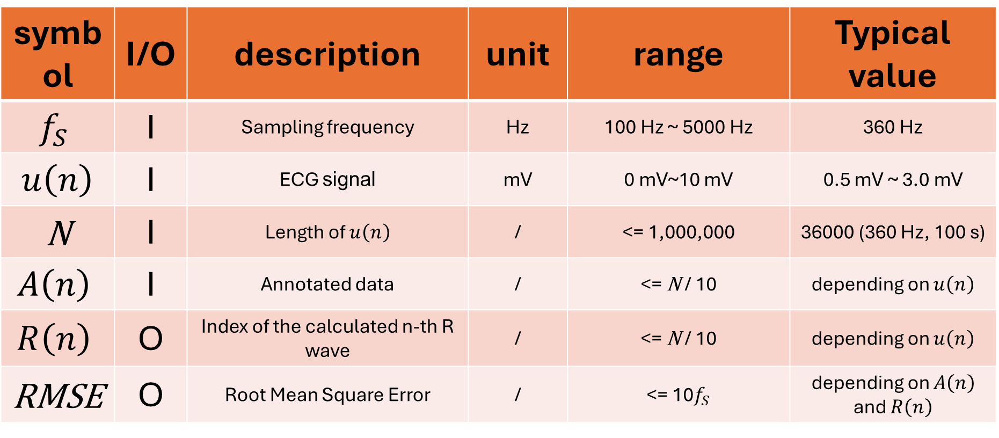 symb
ol
I/O
description
unit
range
Typical
value
f_S
I
Sampling frequency
Hz
100 Hz ~ 5000 Hz
360 Hz
u(n)
I
ECG signal
mV
0 mV~10 mV
0.5 mV ~ 3.0 mV
N
I
Length of u(n)
/
<= 1,000,000
36000 (360 Hz, 100 s)
A(n)
I
Annotated data
/
<= N/ 10
depending on u(n)
R(n)
O
Index of the calculated n-th R
wave
/
<= N/ 10
depending on u(n)
RMSE
O
Root Mean Square Error
/
<= 10f_S
depending on A(n)
and R(n)